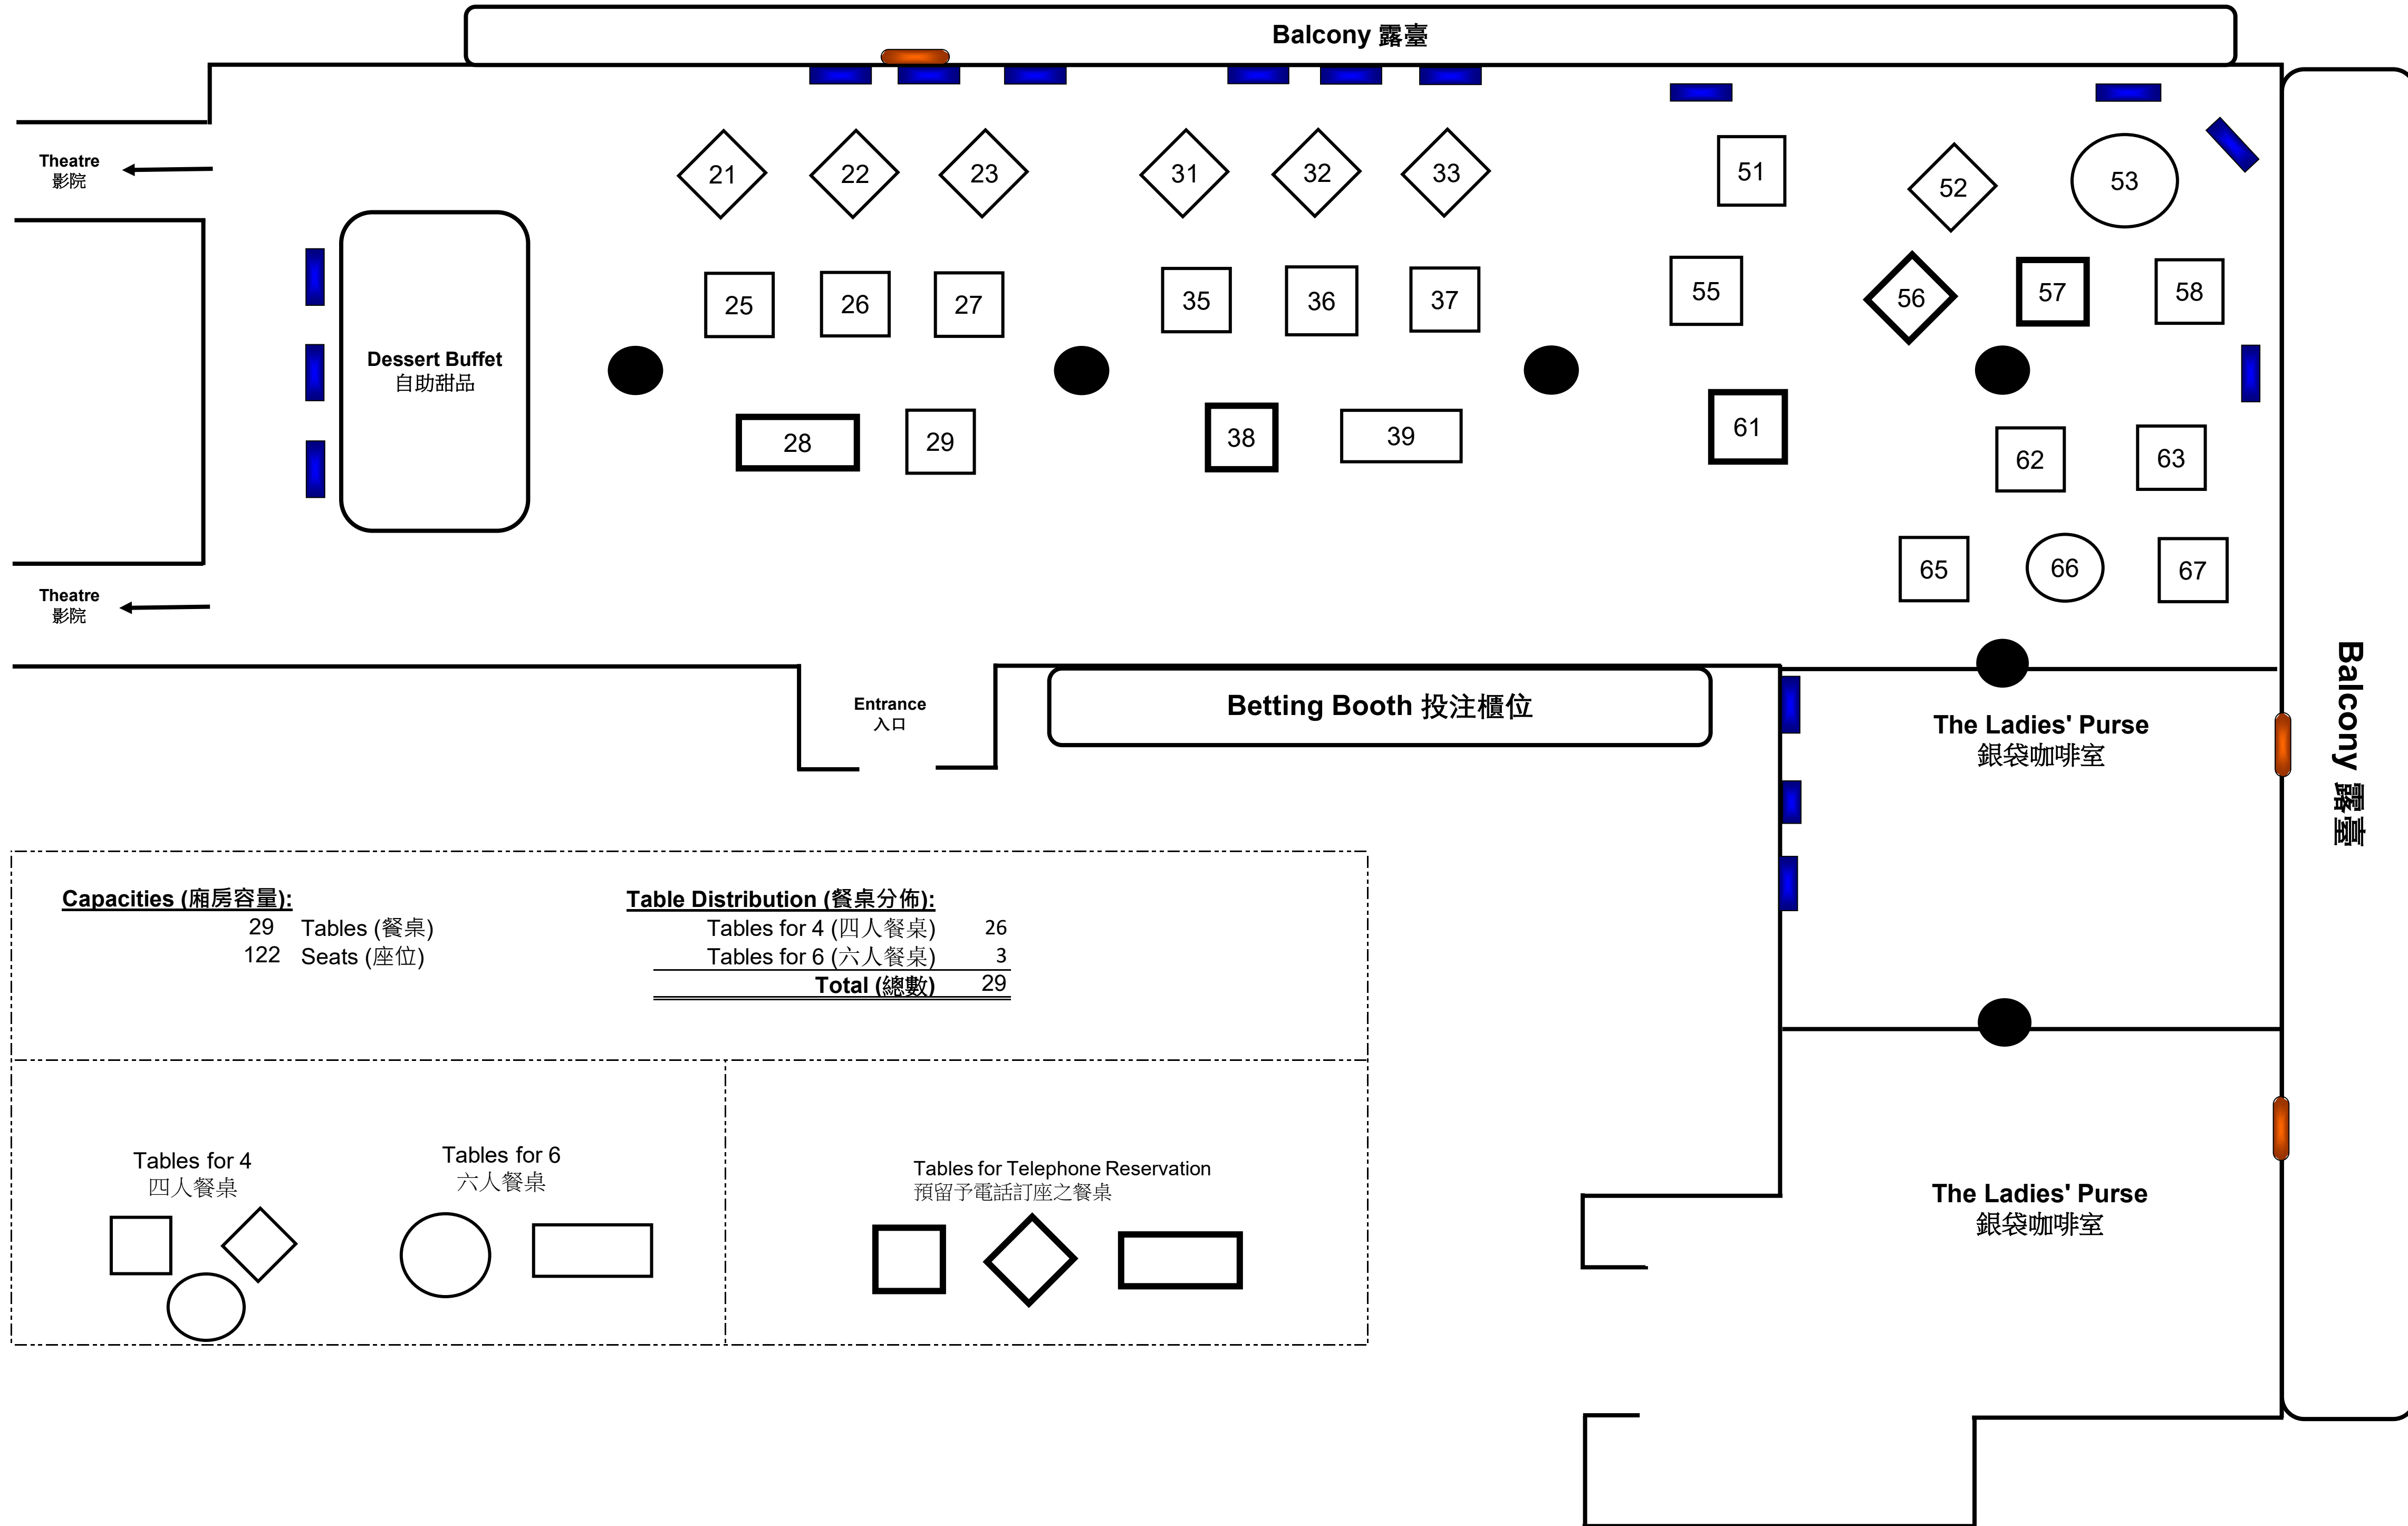 Balcony 露臺
Theatre
影院
21
22
23
31
32
33
51
52
53
25
26
27
35
36
37
55
56
57
58
Dessert Buffet
自助甜品
28
29
38
39
61
62
63
65
66
67
Theatre
影院
Entrance
入口
Betting Booth 投注櫃位
The Ladies' Purse
銀袋咖啡室
Balcony 露臺
Capacities (廂房容量):
29 Tables (餐桌)
122 Seats (座位)
Table Distribution (餐桌分佈):
Tables for 4 (四人餐桌) 26
Tables for 6 (六人餐桌) 3
Total (總數) 29
Tables for 4
四人餐桌
Tables for 6
六人餐桌
Tables for Telephone Reservation
預留予電話訂座之餐桌
The Ladies' Purse
銀袋咖啡室